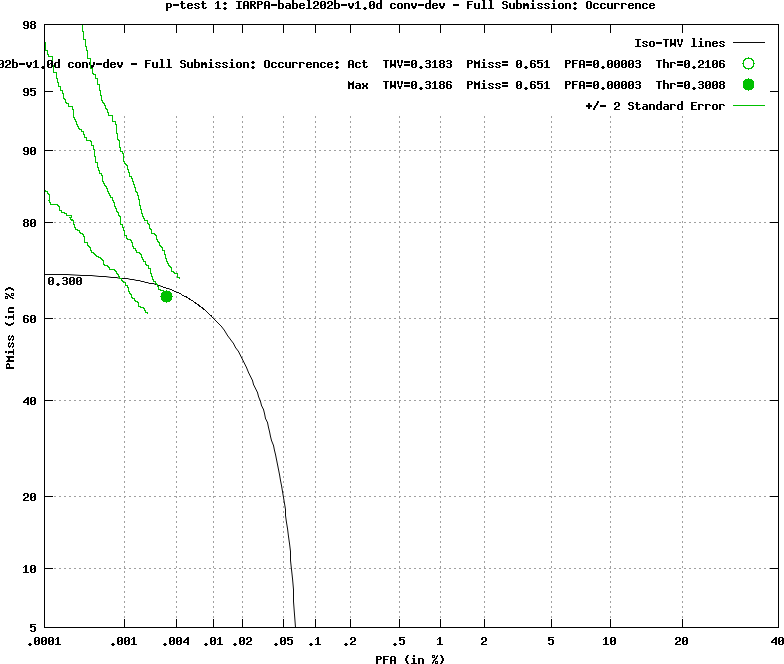 p-test 1: IARPA-babel202b-v1.0d conv-dev - Full Submission: Occurrence
98
Iso-TWV lines
02b-v1.0d conv-dev - Full Submission: Occurrence: Act TWV=0.3183 PMiss= 0.651 PFA=0.00003 Thr=0.2106
Max TWV=0.3186 PMiss= 0.651 PFA=0.00003 Thr=0.3008
95
+/- 2 Standard Error
90
80
0.300
PMiss (in %)
60
40
20
10
5
.0001 .001 .004 .01 .02 .05 .1 .2 .5 1 2 5 10 20 40
PFA (in %)